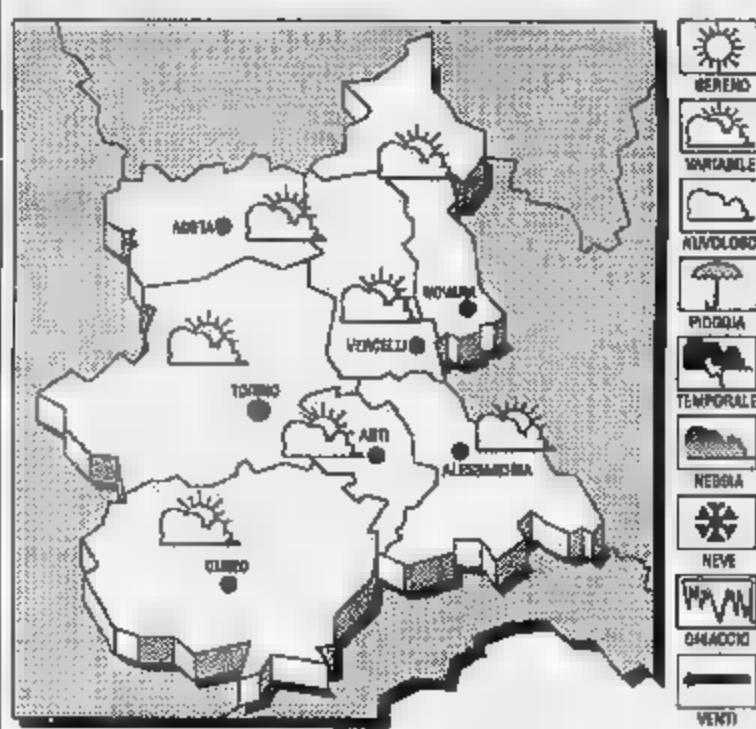 SERENO
VARIABILE
NUVOLOSO
PIOGGIA
TEMPORALE
NEBBIA
NEVE
GHIACCIO
VENTI
AOSTA
NOVARA
VERCELLI
TORINO
ASTI
ALESSANDRIA
CUNEO